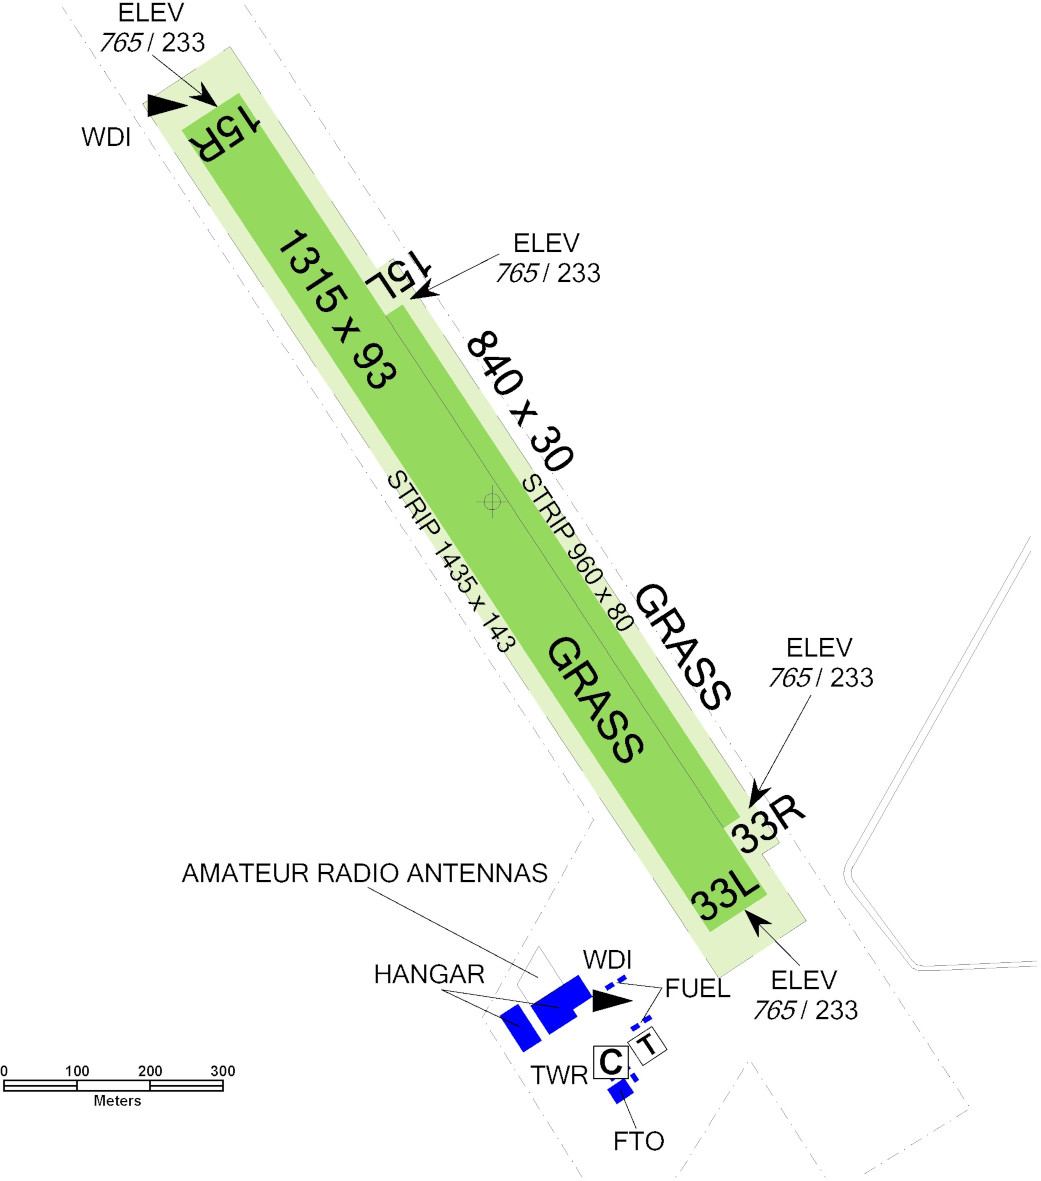 ELEV
765 / 233
WDI
15R
ELEV
765 / 233
15L
1315 x 93
840 x 30
STRIP 1435 x 143
STRIP 960 x 80
GRASS
GRASS
ELEV
765 / 233
33R
33L
AMATEUR RADIO ANTENNAS
HANGAR
WDI
FUEL
ELEV
765 / 233
T
TWR
C
0 100 200 300
Meters
FTO